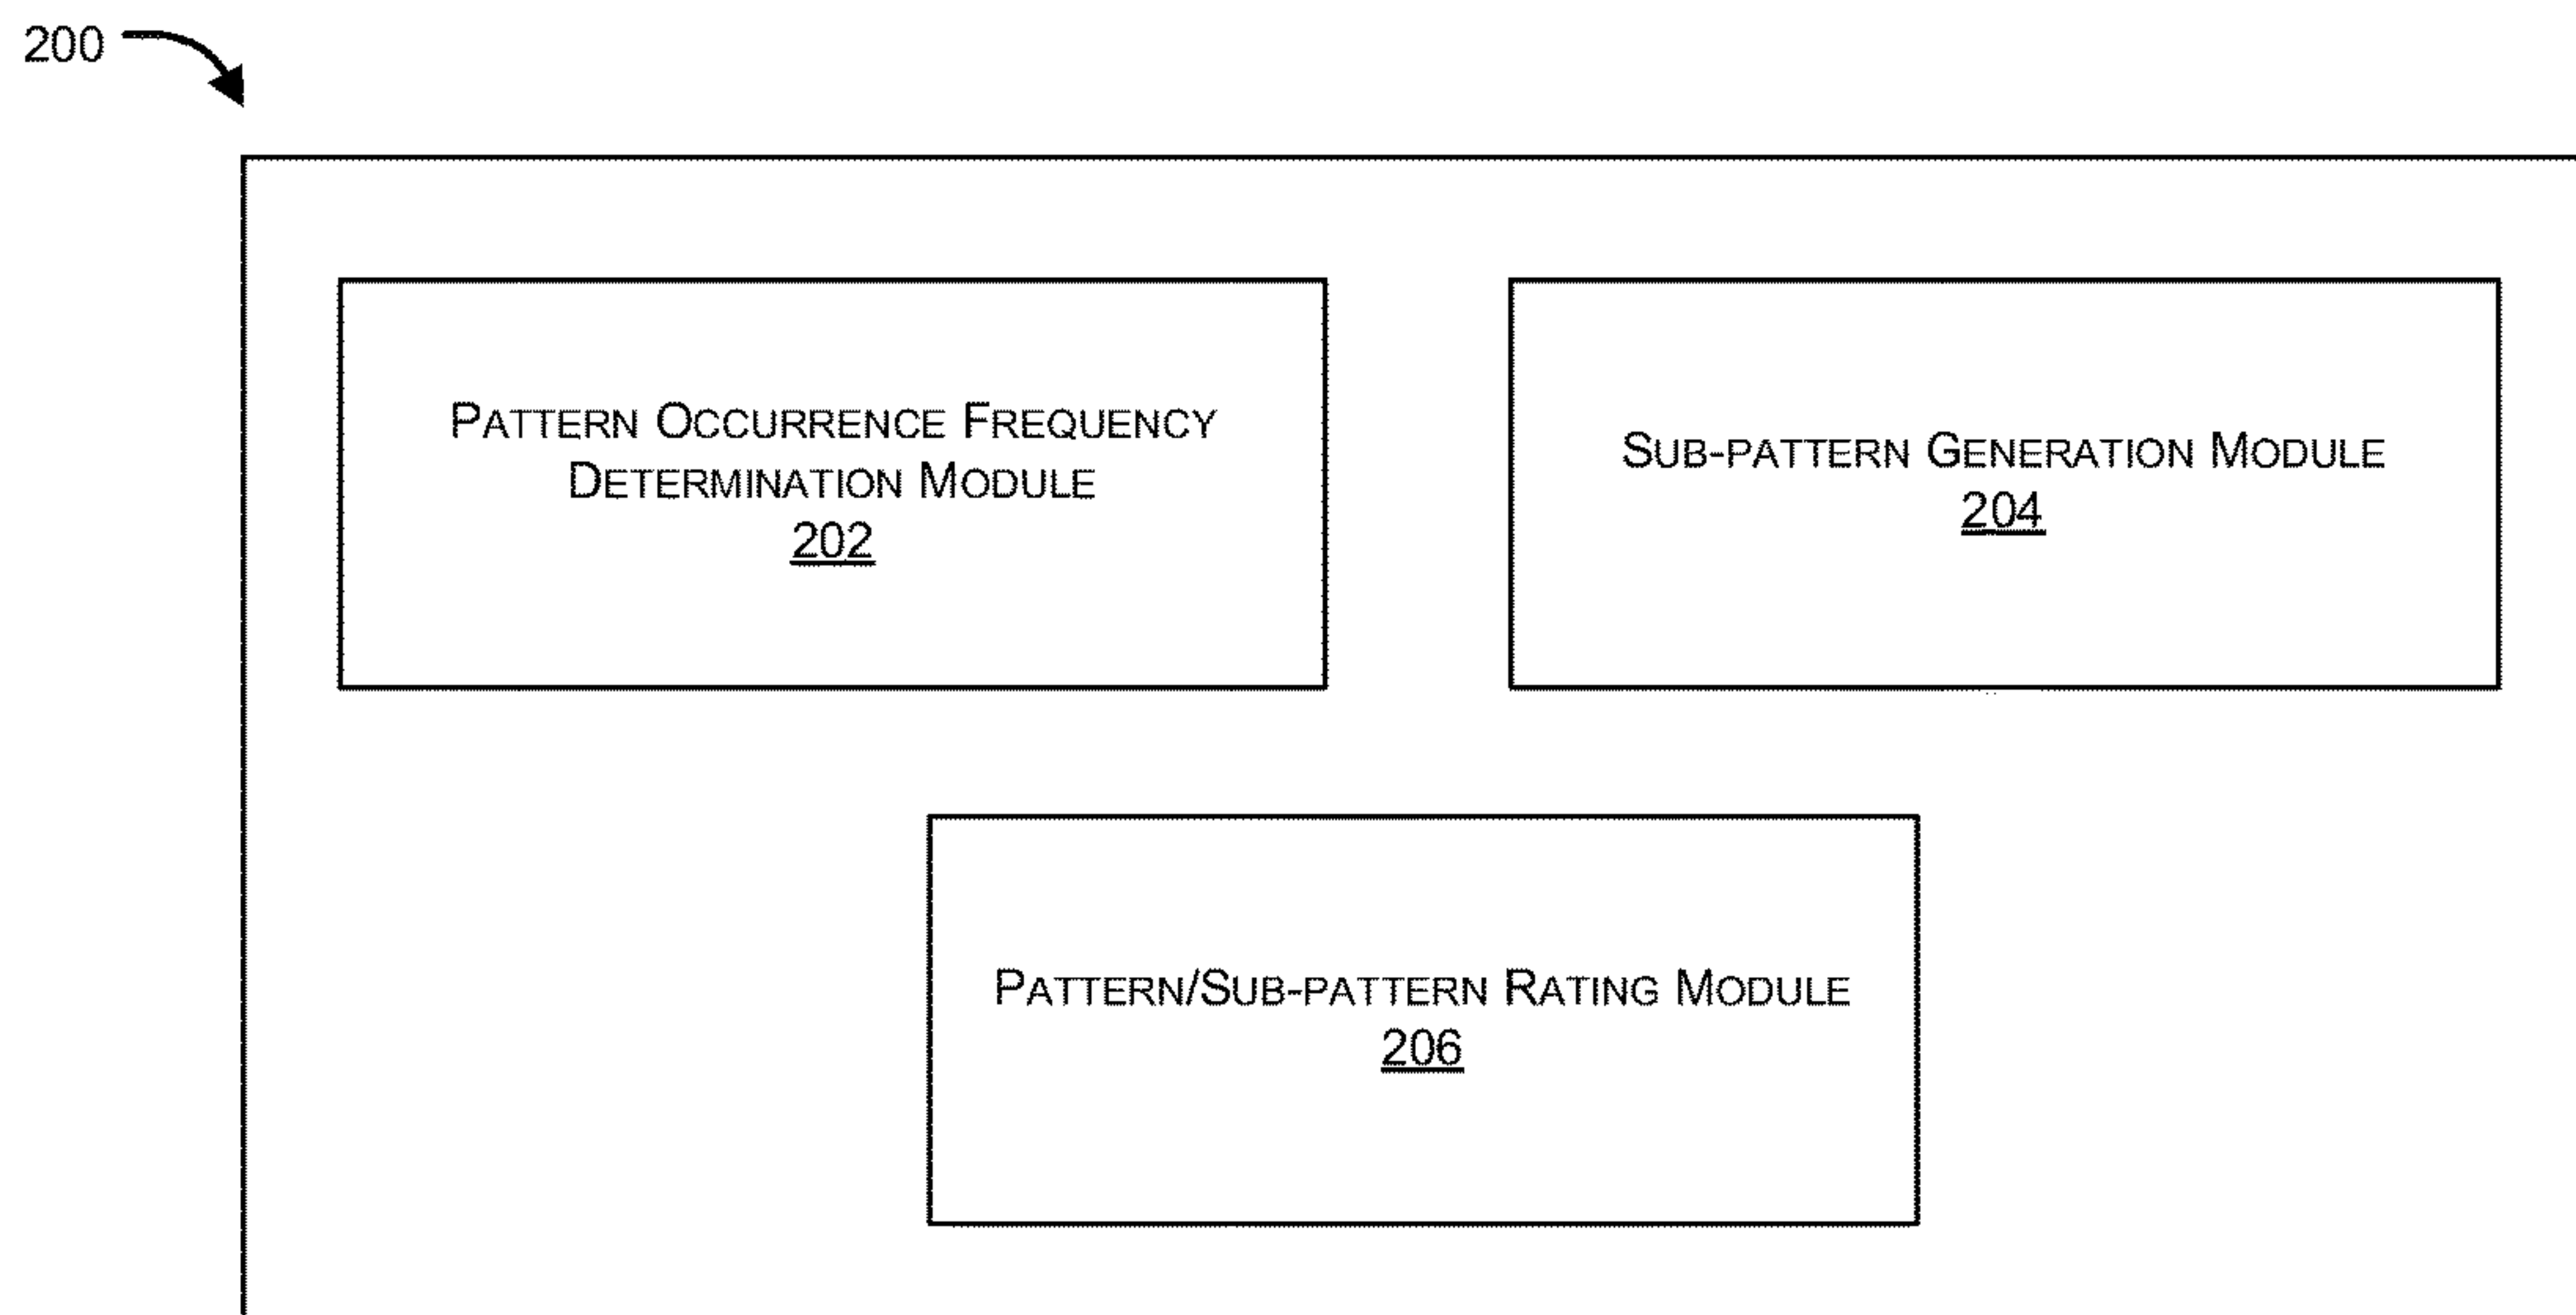 200
PATTERN OCCURRENCE FREQUENCY
DETERMINATION MODULE
202
SUB-PATTERN GENERATION MODULE
204
PATTERN/SUB-PATTERN RATING MODULE
206